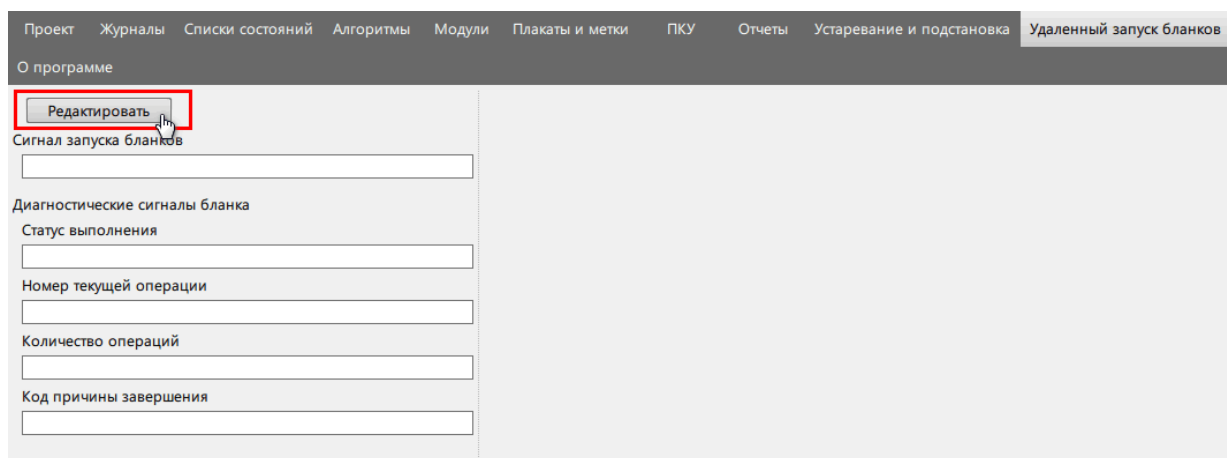 Проект Журналы Списки состояний Алгоритмы Модули Плакаты и метки ПКУ Отчеты Устаревание и подстановка Удаленный запуск бланков
О программе
Редактировать
Сигнал запуска бланков
Диагностические сигналы бланка
Статус выполнения
Номер текущей операции
Количество операций
Код причины завершения